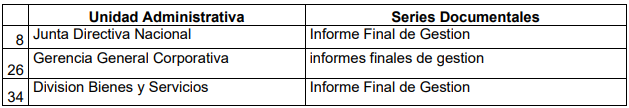 Unidad Administrativa Series Documentales
8 Junta Directiva Nacional Informe Final de Gestion
26 Gerencia General Corporativa informes finales de gestion
34 Division Bienes y Servicios Informe Final de Gestion